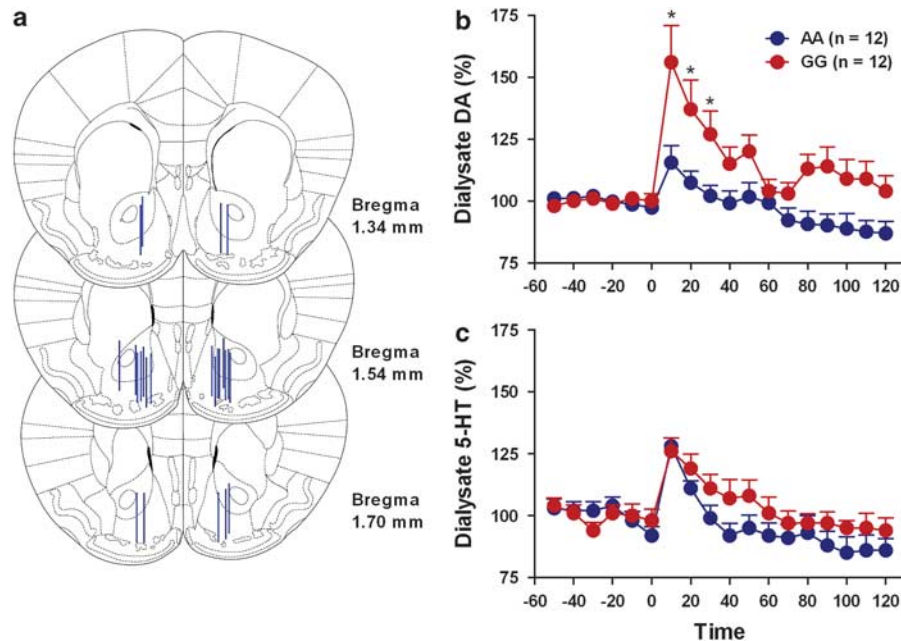 a
Bregma
1.34 mm
Bregma
1.54 mm
Bregma
1.70 mm
b
Dialysate DA (%)
175
150
125
100
75
* * *
AA (n = 12)
GG (n = 12)
-60 -40 -20 0 20 40 60 80 100 120
c
Dialysate 5-HT (%)
175
150
125
100
75
-60 -40 -20 0 20 40 60 80 100 120
Time